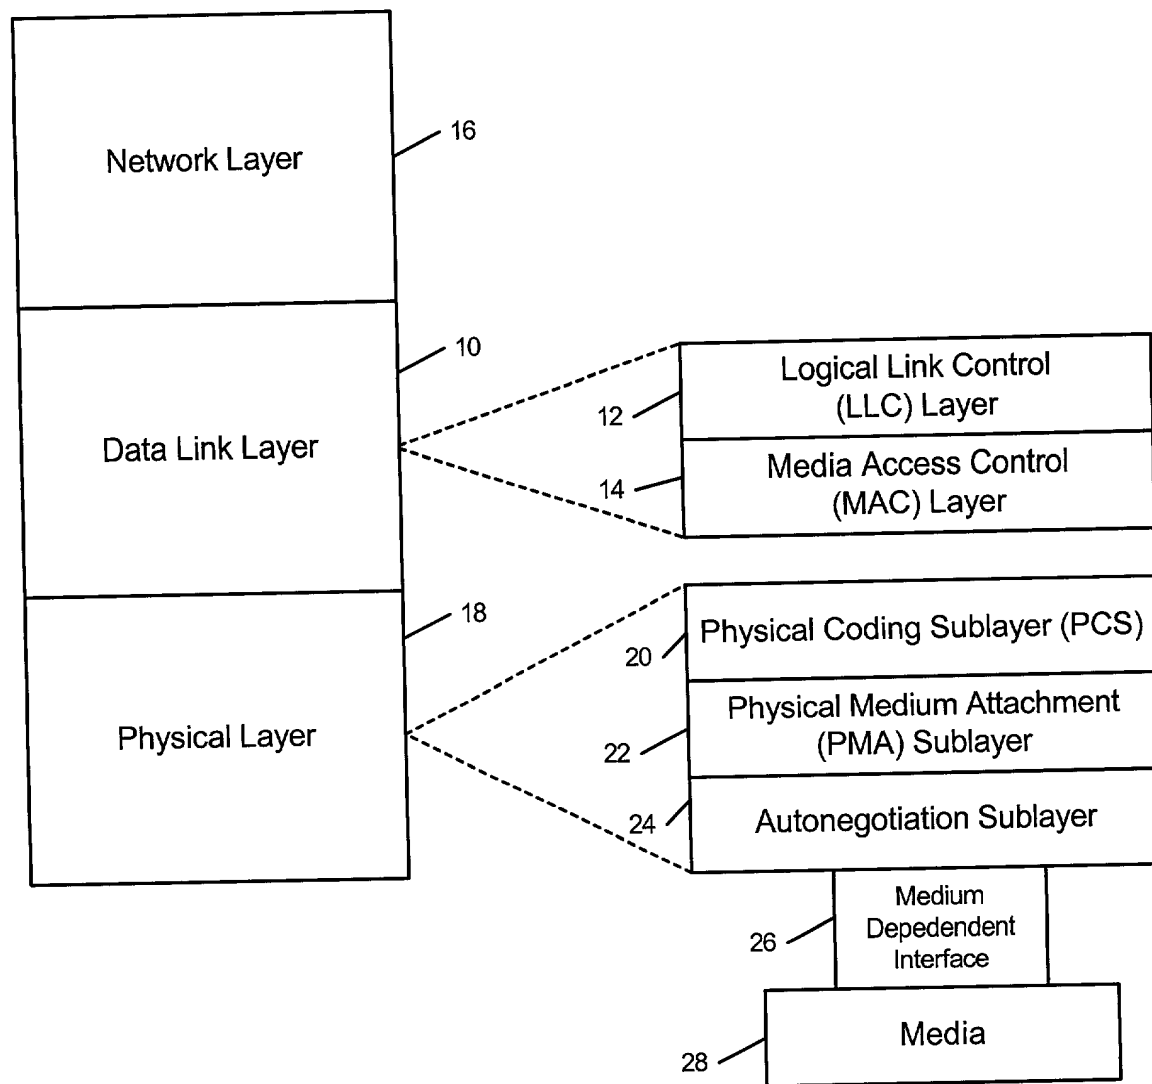 Network Layer
16
10
Data Link Layer
12
Logical Link Control
(LLC) Layer
14
Media Access Control
(MAC) Layer
18
Physical Layer
20
Physical Coding Sublayer (PCS)
22
Physical Medium Attachment
(PMA) Sublayer
24
Autonegotiation Sublayer
26
Medium
Depedendent
Interface
28
Media